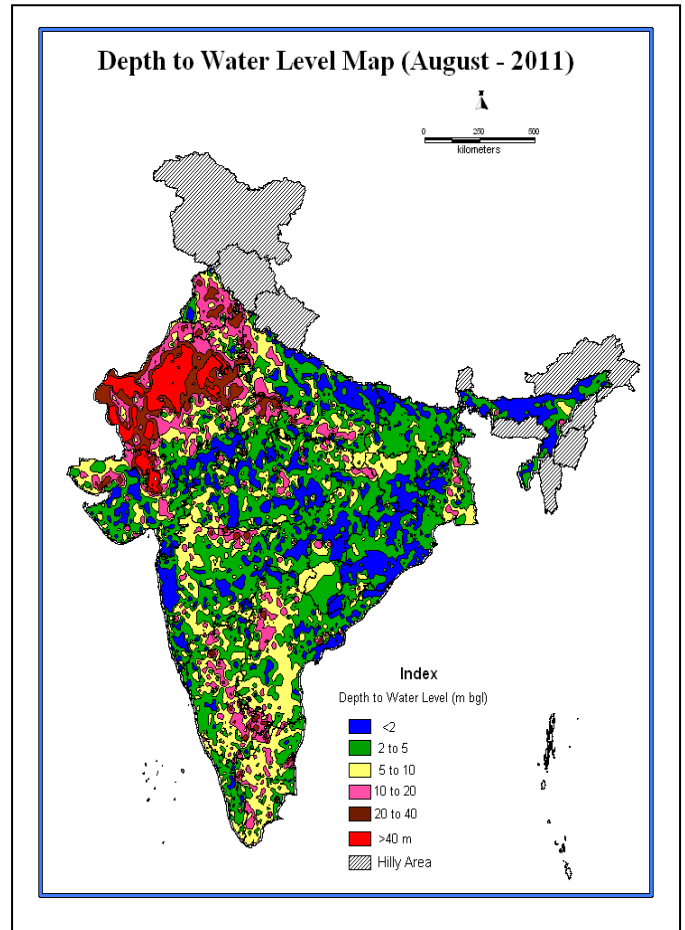 Depth to Water Level Map (August - 2011)
N
0 250 500
kilometers
Index
Depth to Water Level (m bgl)
<2
2 to 5
5 to 10
10 to 20
20 to 40
>40 m
Hilly Area